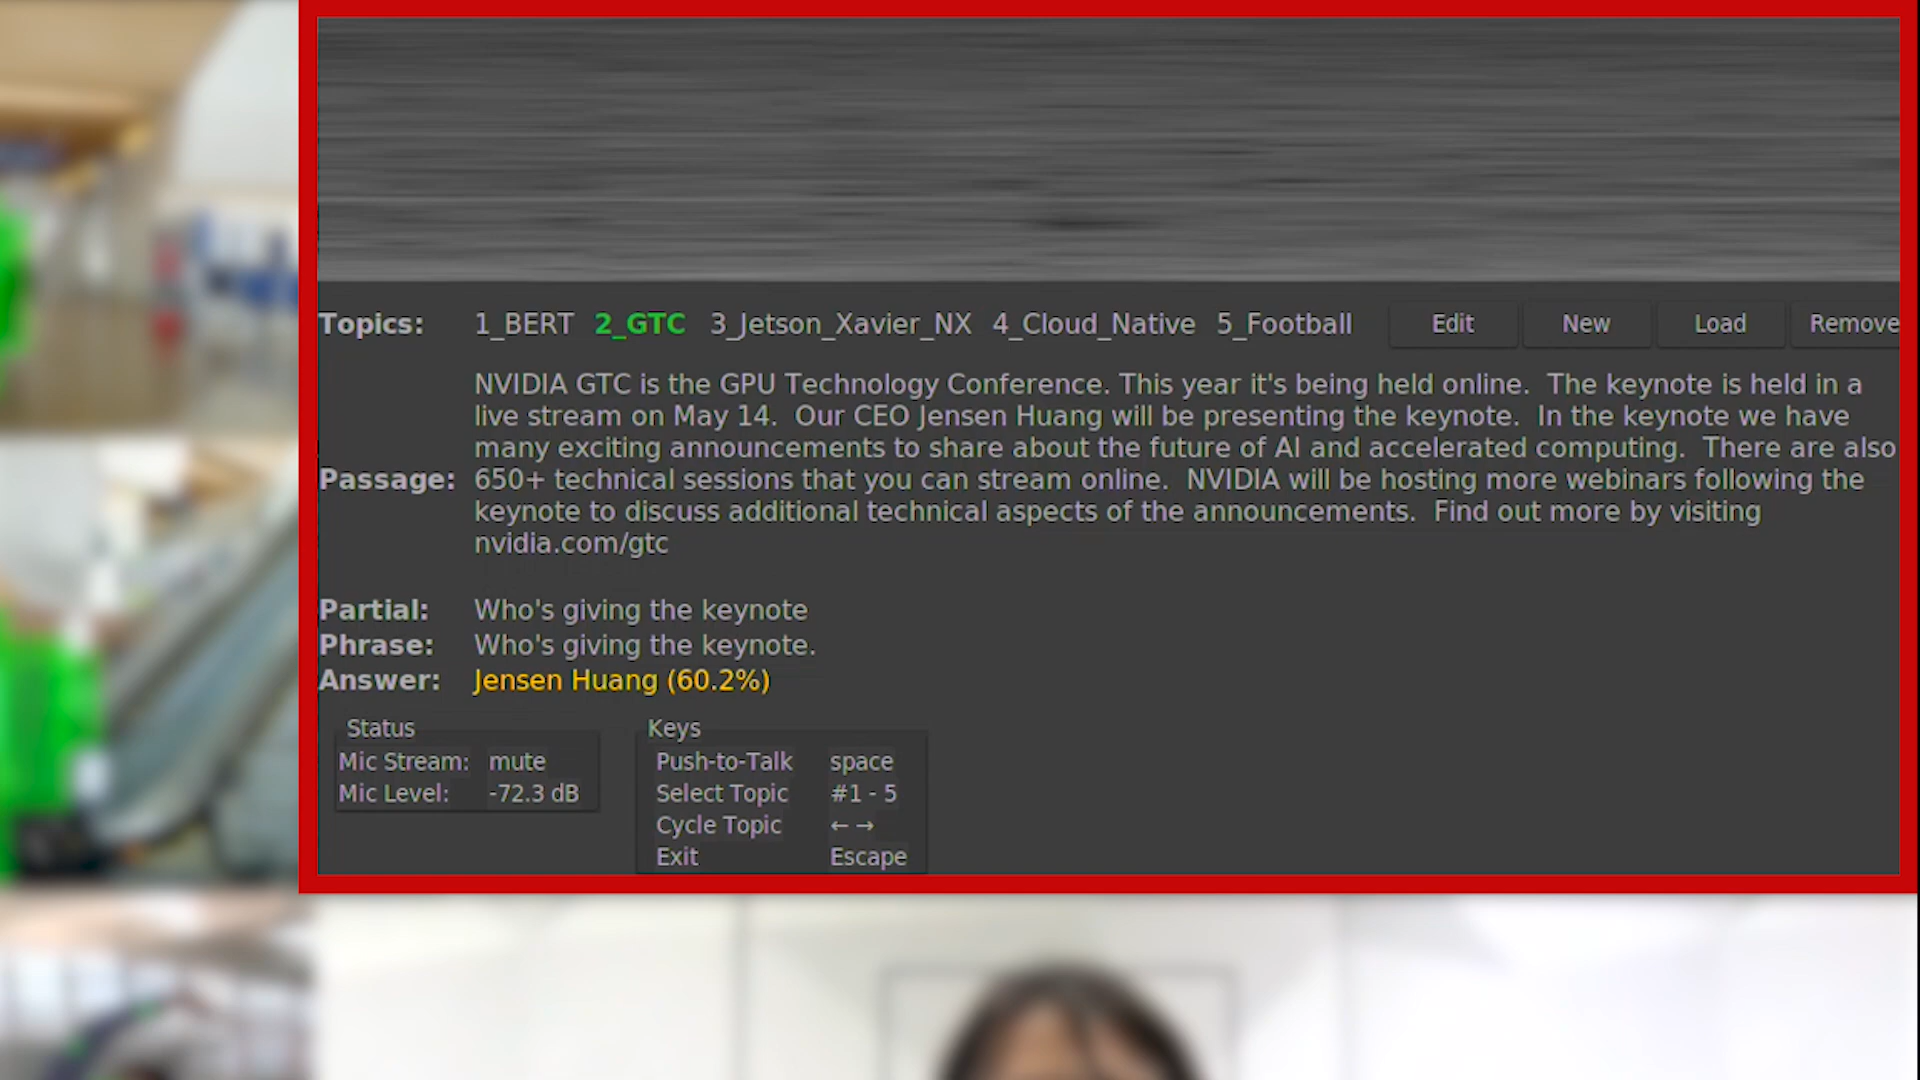 Topics: 1_BERT 2_GTC 3_Jetson_Xavier_NX 4_Cloud_Native 5_Football Edit New Load Remove
Passage: NVIDIA GTC is the GPU Technology Conference. This year it's being held online. The keynote is held in a
live stream on May 14. Our CEO Jensen Huang will be presenting the keynote. In the keynote we have
many exciting announcements to share about the future of AI and accelerated computing. There are also
650+ technical sessions that you can stream online. NVIDIA will be hosting more webinars following the
keynote to discuss additional technical aspects of the announcements. Find out more by visiting
nvidia.com/gtc
Partial: Who's giving the keynote
Phrase: Who's giving the keynote.
Answer: Jensen Huang (60.2%)
Status
Mic Stream: mute
Mic Level: -72.3 dB
Keys
Push-to-Talk space
Select Topic #1 - 5
Cycle Topic ← →
Exit Escape